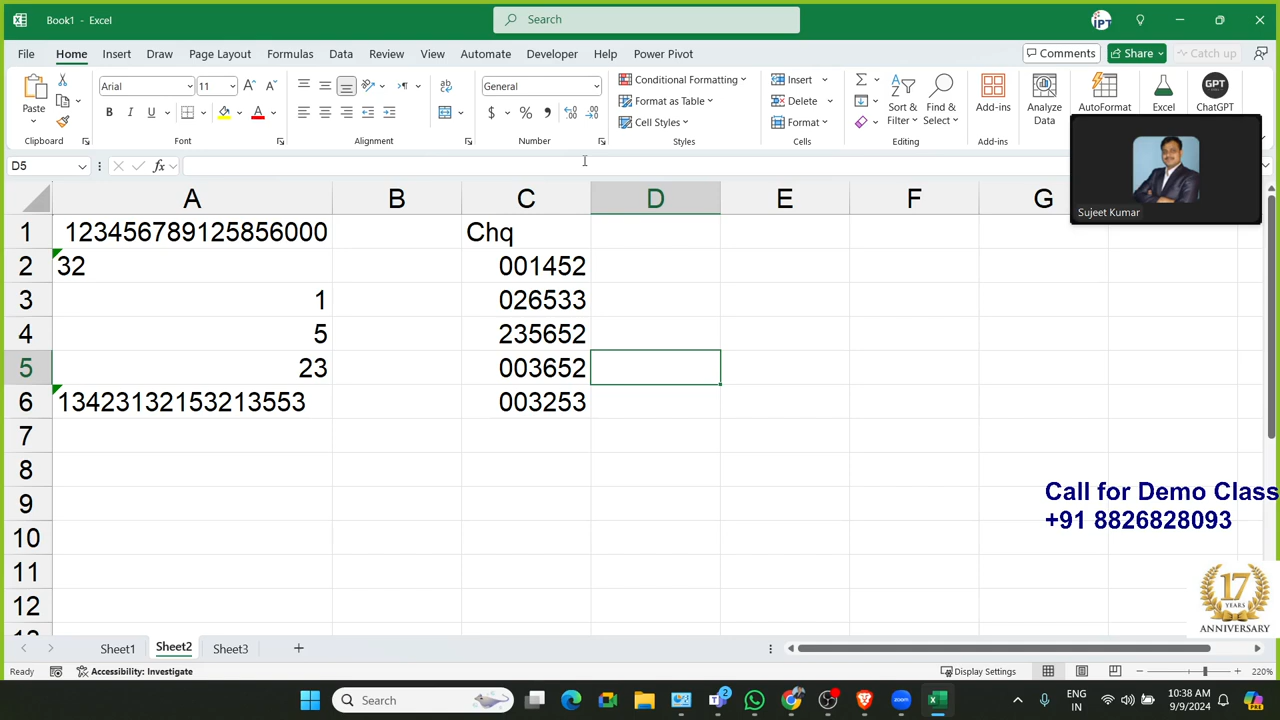 Book1 - Excel
Search
IPT
File Home Insert Draw Page Layout Formulas Data Review View Automate Developer Help Power Pivot
Comments Share Catch up
Paste
Clipboard
Arial 11
B I U
Font
Alignment
General
$ % ,
Number
Conditional Formatting
Format as Table
Cell Styles
Styles
Insert
Delete
Format
Cells
Sort & Filter
Find & Select
Editing
Add-ins
Add-ins
Analyze Data
AutoFormat
Excel
GPT
ChatGPT
Sujeet Kumar
D5 fx
A B C D E F G
1 123456789125856000 Chq
2 32 001452
3 1 026533
4 5 235652
5 23 003652
6 13423132153213553 003253
7
8
9
10
11
12
Call for Demo Class
+91 8826828093
17
YEARS
ANNIVERSARY
Sheet1 Sheet2 Sheet3
Ready Accessibility: Investigate Display Settings 220%
Search
2
ENG
IN
10:38 AM
9/9/2024